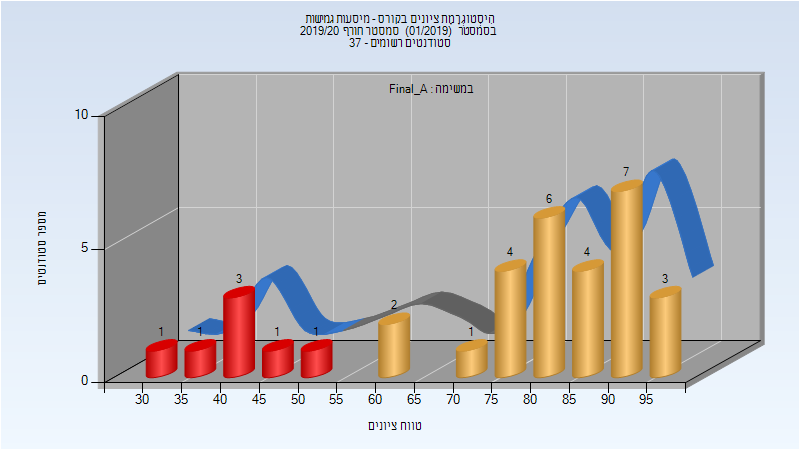 היסטוגרמת ציונים בקורס - מיסעות גמישות
בסמסטר (01/2019) סמסטר חורף 2019/20
סטודנטים רשומים - 37
במשימה : Final_A
10
5
0
מספר סטודנטים
1
1
3
1
1
2
1
4
6
4
7
3
30 35 40 45 50 55 60 65 70 75 80 85 90 95
טווח ציונים